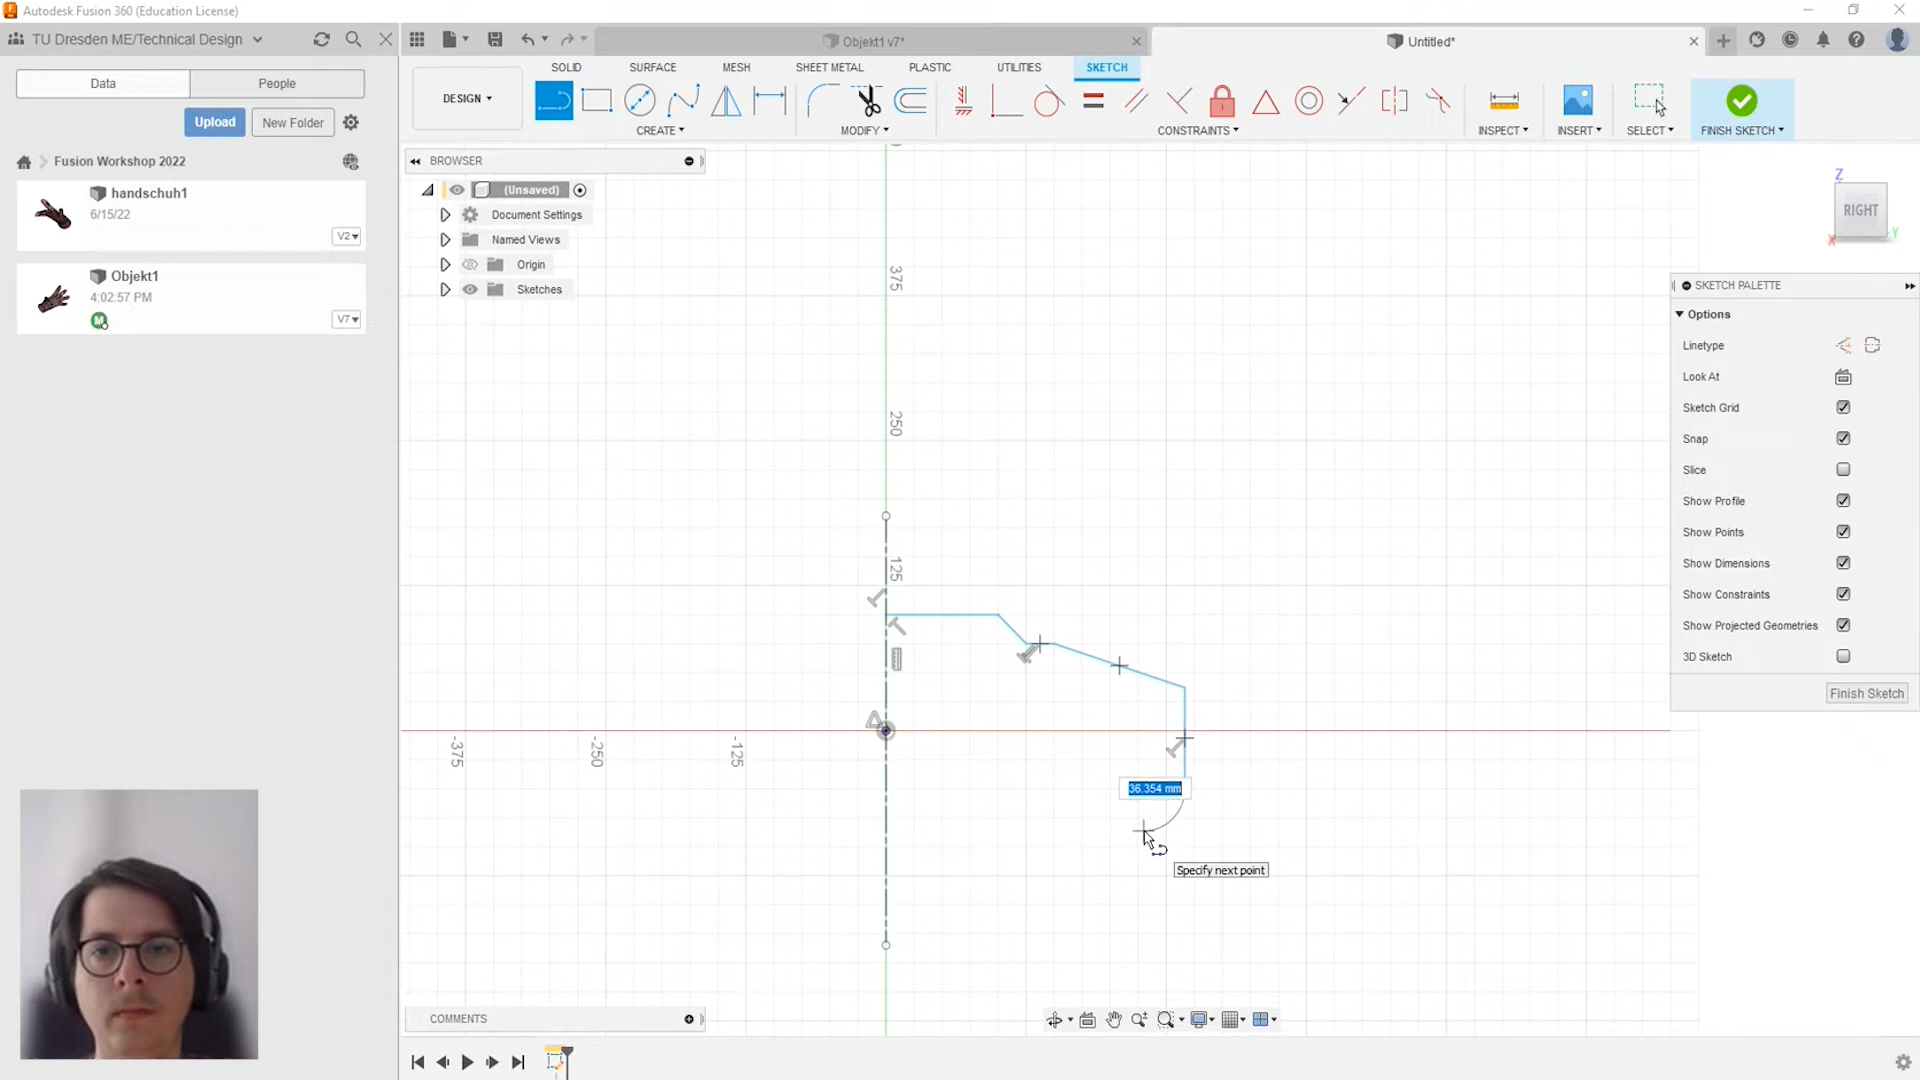 Autodesk Fusion 360 (Education License)
TU Dresden ME/Technical Design
Objekt1 v7*
Untitled*
Data
People
Upload
New Folder
Fusion Workshop 2022
handschuh1
6/15/22
V2
Objekt1
4:02:57 PM
M
V7
SOLID
SURFACE
MESH
SHEET METAL
PLASTIC
UTILITIES
SKETCH
DESIGN
CREATE
MODIFY
CONSTRAINTS
INSPECT
INSERT
SELECT
FINISH SKETCH
BROWSER
(Unsaved)
Document Settings
Named Views
Origin
Sketches
375
250
125
-375
-250
-125
36.354 mm
Specify next point
Z
RIGHT
X
Y
SKETCH PALETTE
Options
Linetype
Look At
Sketch Grid
Snap
Slice
Show Profile
Show Points
Show Dimensions
Show Constraints
Show Projected Geometries
3D Sketch
Finish Sketch
COMMENTS